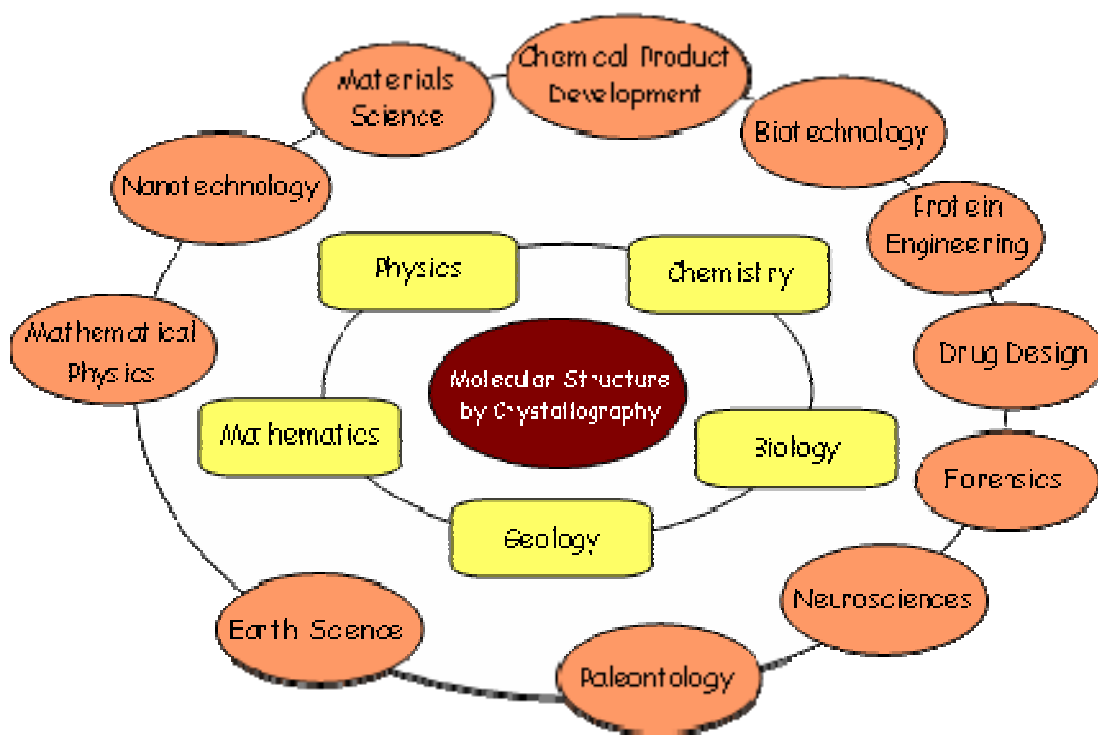 Chemical Product
Development
Materials
Science
Biotechnology
Nanotechnology
Protein
Engineering
Physics
Chemistry
Mathematical
Physics
Drug Design
Molecular Structure
by Crystallography
Mathematics
Biology
Forensics
Geology
Neurosciences
Earth Science
Paleontology